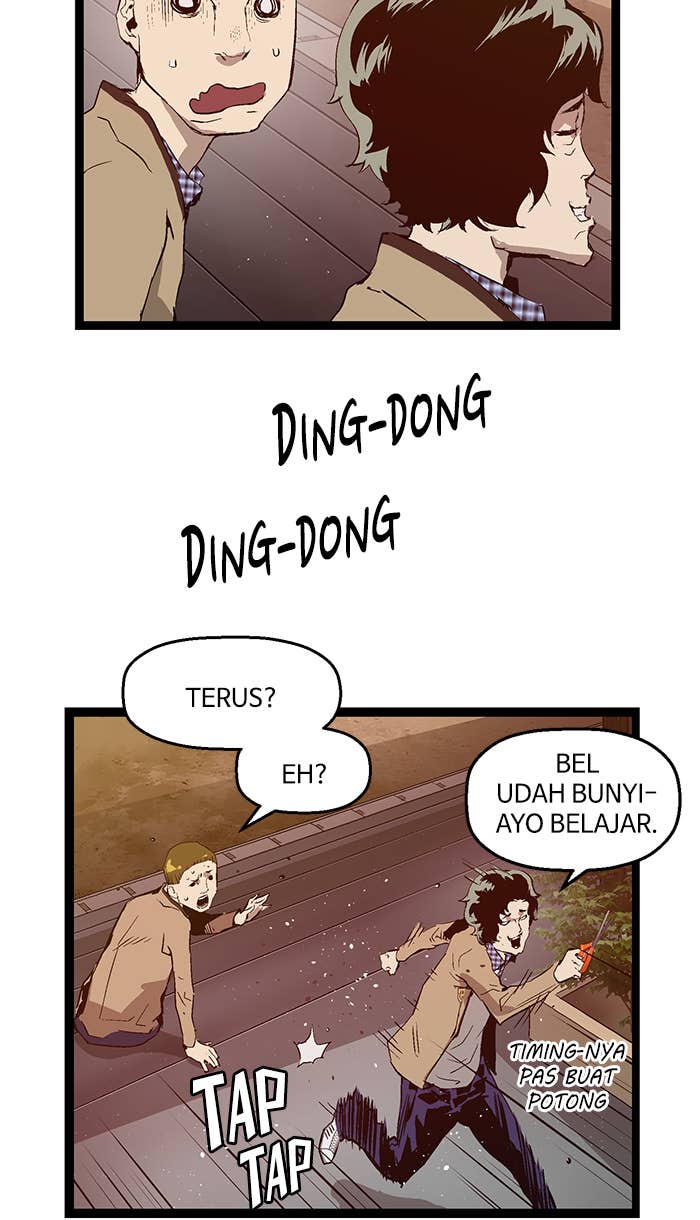 DING-DONG
DING-DONG
TERUS?
EH?
BEL
UDAH BUNYI-
AYO BELAJAR.
TIMING-NYA
PAS BUAT
POTONG
TAP
TAP